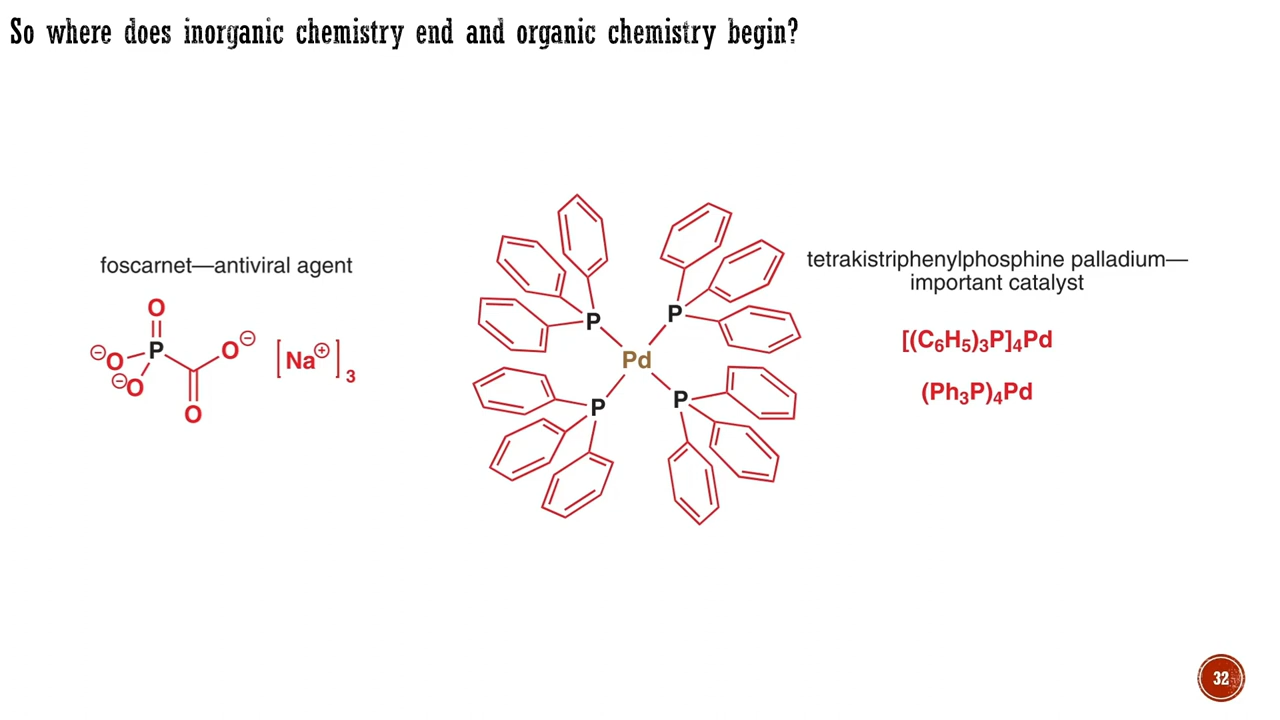 So where does inorganic chemistry end and organic chemistry begin?
foscarnet—antiviral agent
O
P
⊖O
⊖O
O⊖
O
[Na⊕]3
P
P
Pd
P
P
tetrakistriphenylphosphine palladium—
important catalyst
[(C6H5)3P]4Pd
(Ph3P)4Pd
32